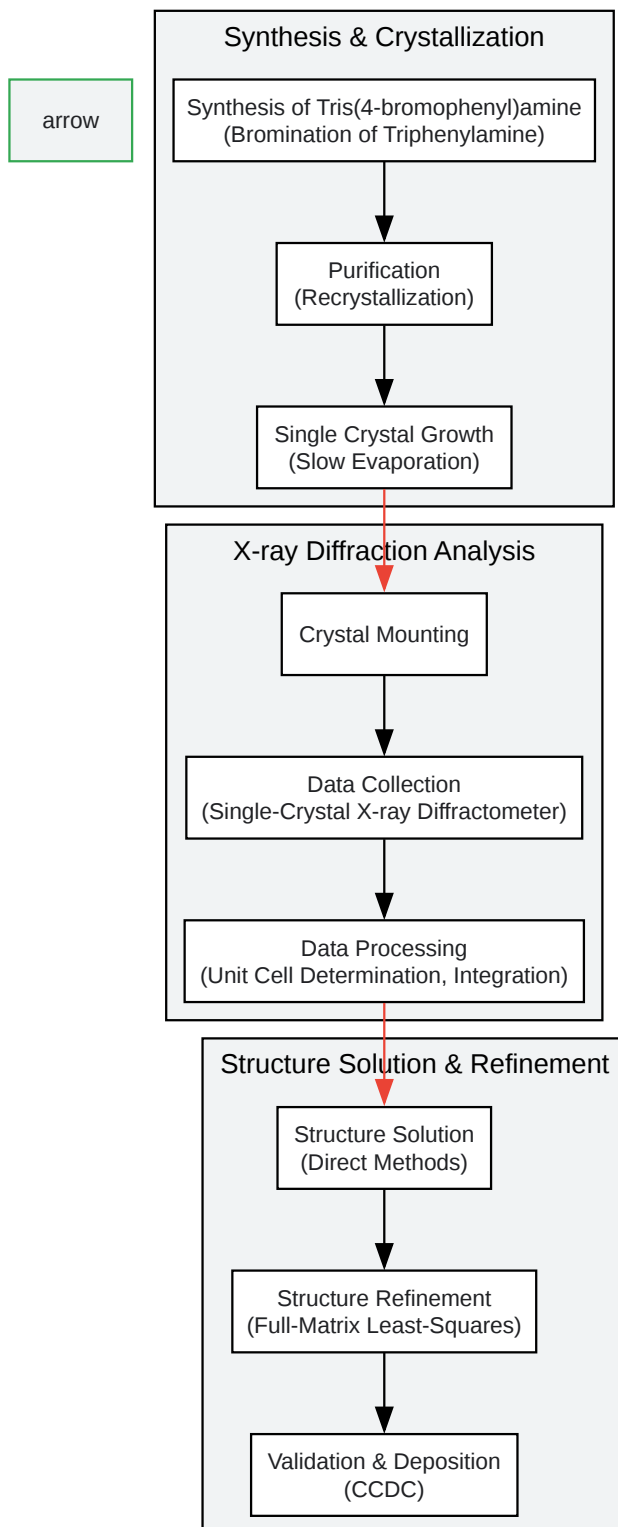 Synthesis & Crystallization
arrow
Synthesis of Tris(4-bromophenyl)amine
(Bromination of Triphenylamine)
Purification
(Recrystallization)
Single Crystal Growth
(Slow Evaporation)
X-ray Diffraction Analysis
Crystal Mounting
Data Collection
(Single-Crystal X-ray Diffractometer)
Data Processing
(Unit Cell Determination, Integration)
Structure Solution & Refinement
Structure Solution
(Direct Methods)
Structure Refinement
(Full-Matrix Least-Squares)
Validation & Deposition
(CCDC)